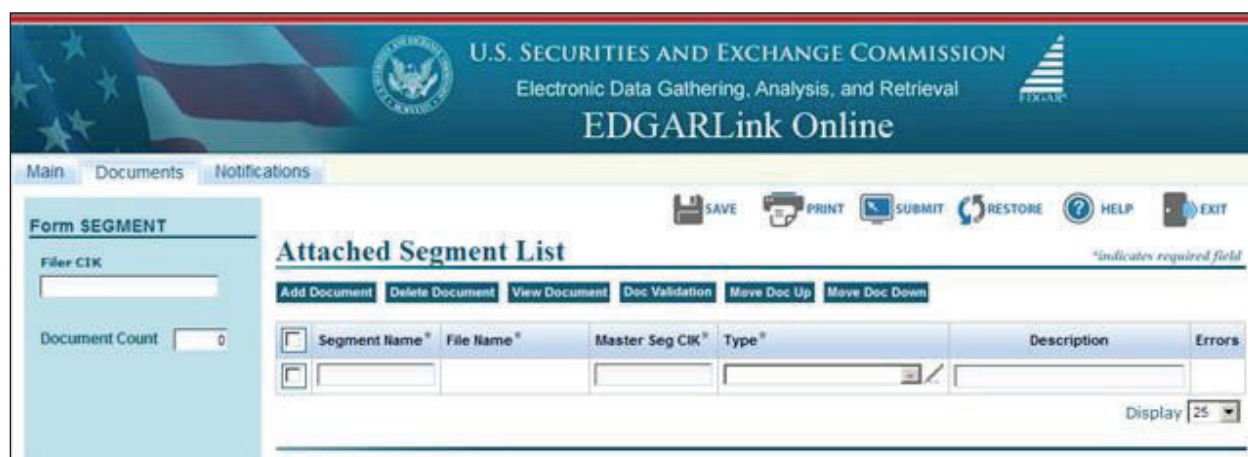 U.S. SECURITIES AND EXCHANGE COMMISSION
Electronic Data Gathering, Analysis, and Retrieval
EDGAR
EDGARLink Online
Main Documents Notifications
SAVE PRINT SUBMIT RESTORE HELP EXIT
Form SEGMENT
Attached Segment List
*indicates required field
Filer CIK
Add Document Delete Document View Document Doc Validation Move Doc Up Move Doc Down
Document Count 0
Segment Name* File Name* Master Seg CIK* Type* Description Errors
Display 25